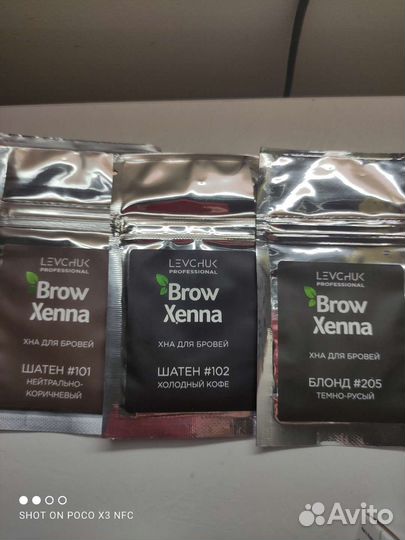 LEVCHUK
PROFESSIONAL
Brow
Xenna
ХНА ДЛЯ БРОВЕЙ
ШАТЕН #101
НЕЙТРАЛЬНО-
КОРИЧНЕВЫЙ
LEVCHUK
PROFESSIONAL
Brow
Xenna
ХНА ДЛЯ БРОВЕЙ
ШАТЕН #102
ХОЛОДНЫЙ КОФЕ
LEVCHUK
PROFESSIONAL
Brow
Xenna
ХНА ДЛЯ БРОВЕЙ
БЛОНД #205
ТЕМНО-РУСЫЙ
SHOT ON POCO X3 NFC
Avito